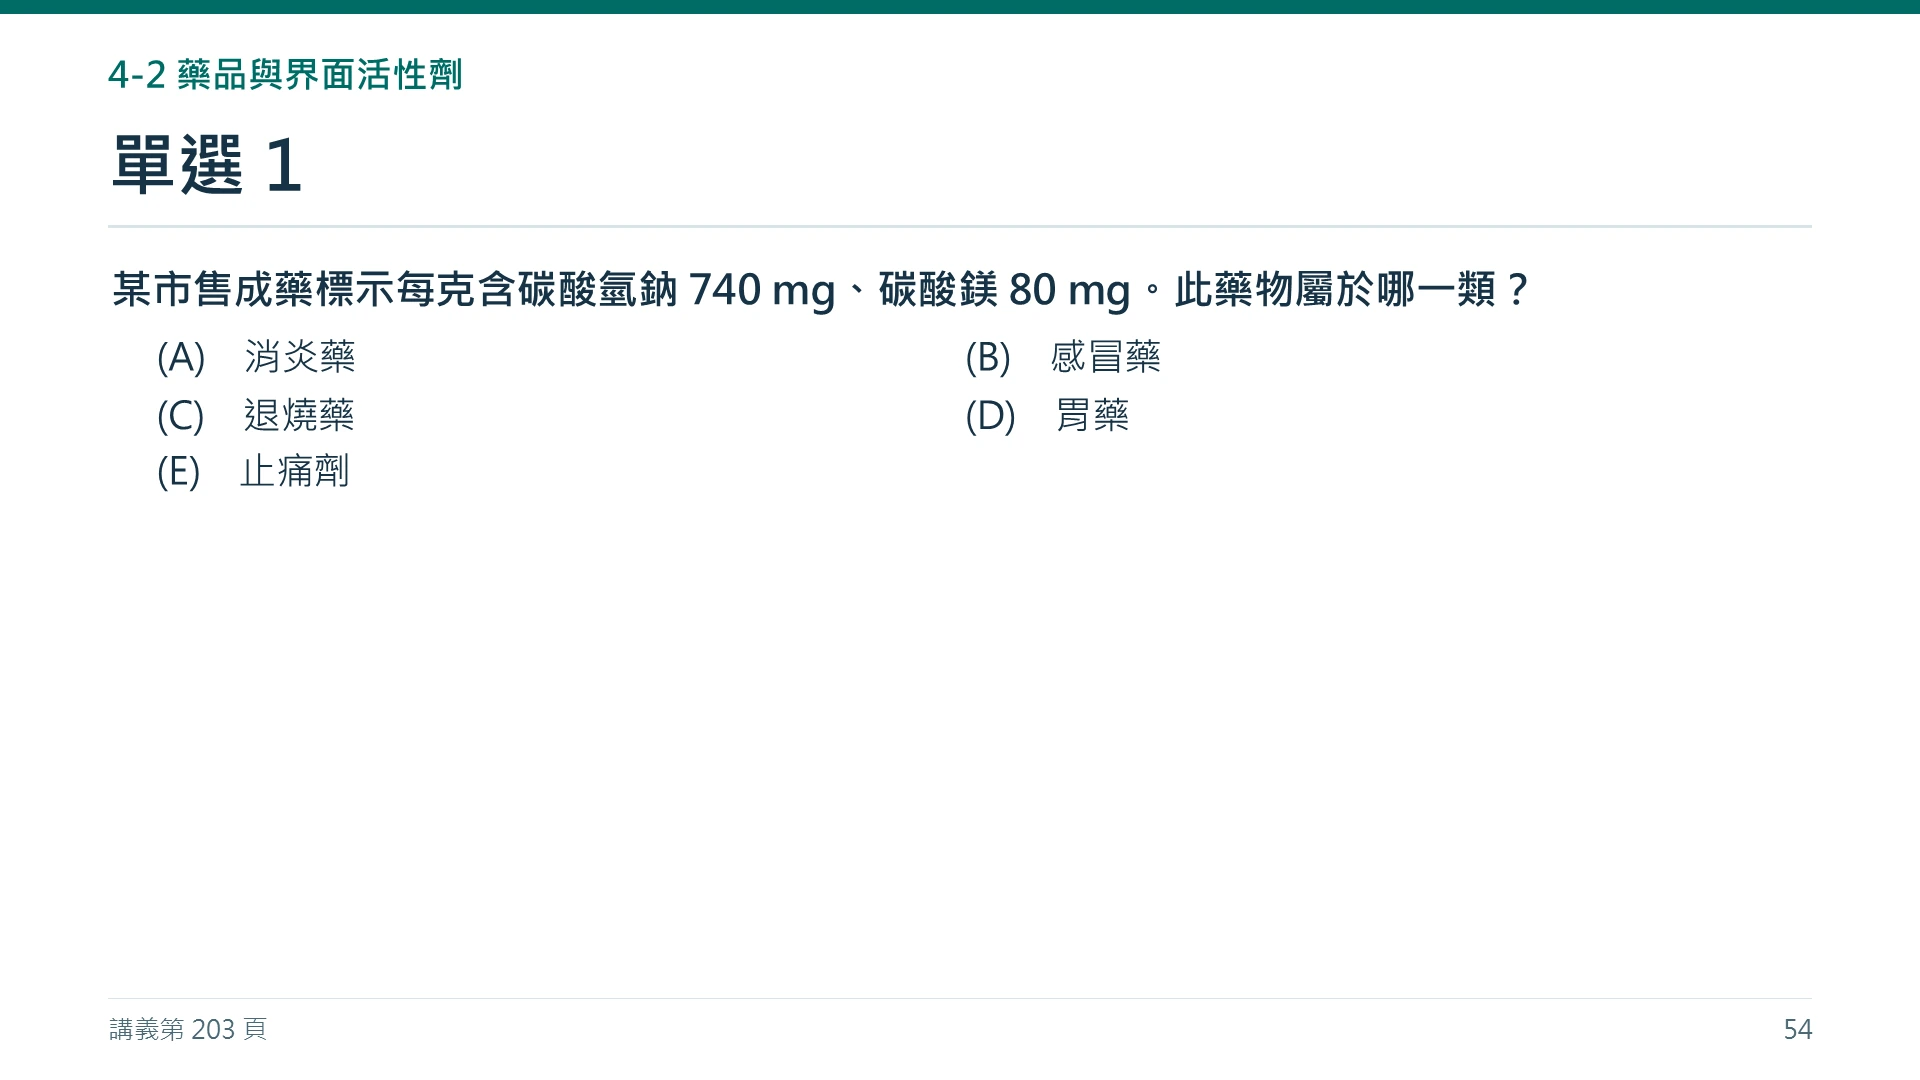 4-2 藥品與界面活性劑
單選 1
某市售成藥標示每克含碳酸氫鈉 740 mg、碳酸鎂 80 mg。此藥物屬於哪一類？
(A) 消炎藥 (B) 感冒藥
(C) 退燒藥 (D) 胃藥
(E) 止痛劑
講義第 203 頁 54